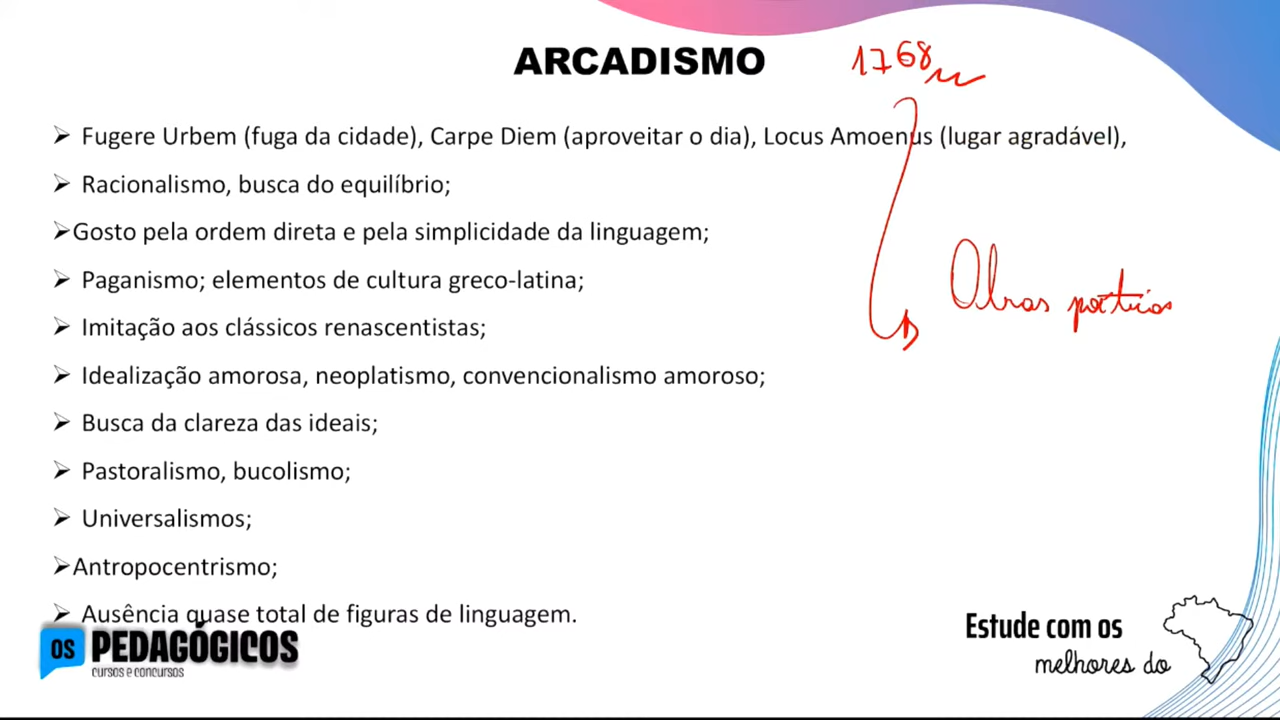 ARCADISMO
1768
Fugere Urbem (fuga da cidade), Carpe Diem (aproveitar o dia), Locus Amoenus (lugar agradável),
Racionalismo, busca do equilíbrio;
Gosto pela ordem direta e pela simplicidade da linguagem;
Paganismo; elementos de cultura greco-latina;
Obras poéticas
Imitação aos clássicos renascentistas;
Idealização amorosa, neoplatismo, convencionalismo amoroso;
Busca da clareza das ideais;
Pastoralismo, bucolismo;
Universalismos;
Antropocentrismo;
Ausência quase total de figuras de linguagem.
OS PEDAGÓGICOS
cursos e concursos
Estude com os
melhores do